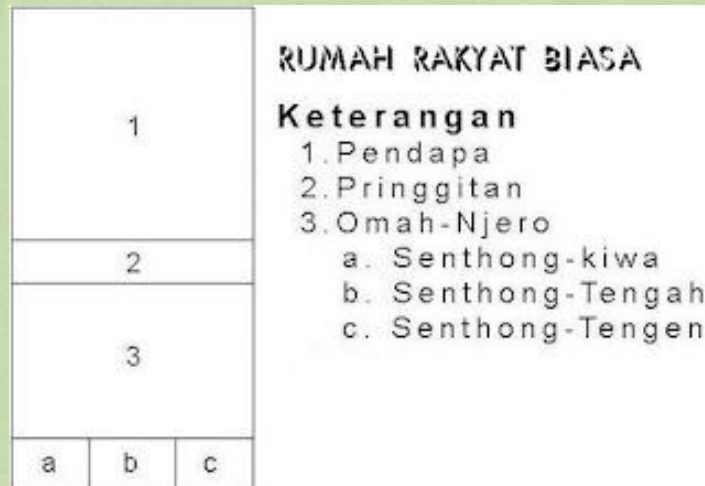 RUMAH RAKYAT BIASA
Keterangan
1.Pendapa
2.Pringgitan
3.Omah-Njero
a. Senthong-kiwa
b. Senthong-Tengah
c. Senthong-Tengen
1
2
3
a b c